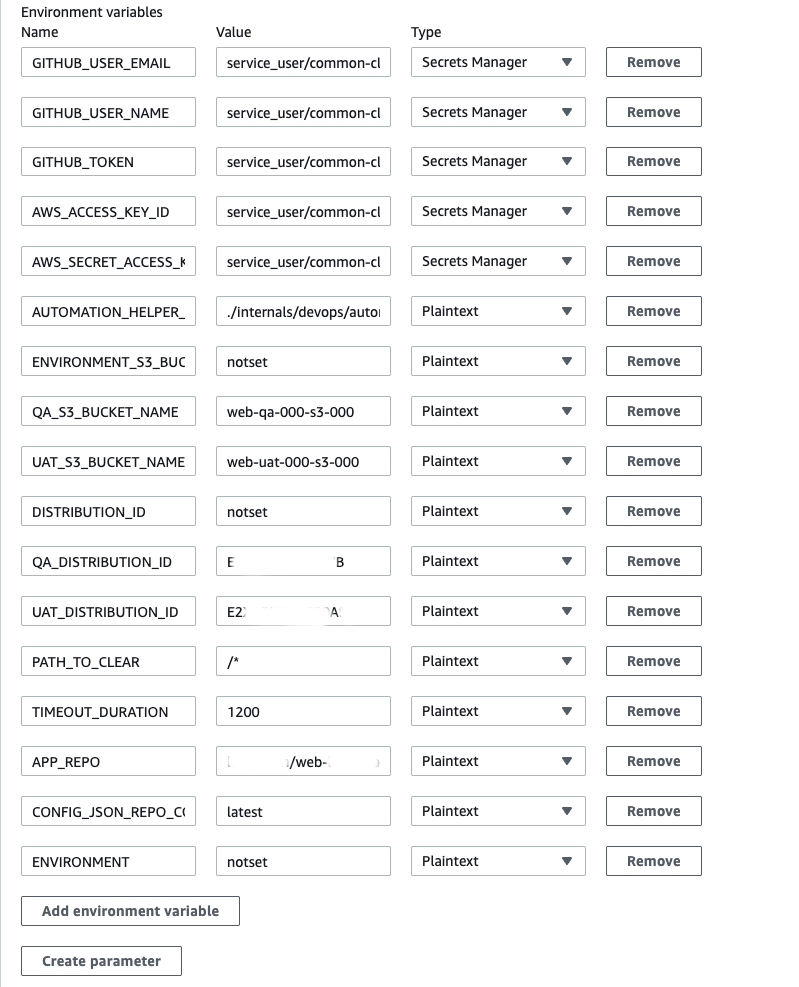 Environment variables
Name Value Type
GITHUB_USER_EMAIL service_user/common-cl Secrets Manager Remove
GITHUB_USER_NAME service_user/common-cl Secrets Manager Remove
GITHUB_TOKEN service_user/common-cl Secrets Manager Remove
AWS_ACCESS_KEY_ID service_user/common-cl Secrets Manager Remove
AWS_SECRET_ACCESS_K service_user/common-cl Secrets Manager Remove
AUTOMATION_HELPER_ ./internals/devops/auto Plaintext Remove
ENVIRONMENT_S3_BUC notset Plaintext Remove
QA_S3_BUCKET_NAME web-qa-000-s3-000 Plaintext Remove
UAT_S3_BUCKET_NAME web-uat-000-s3-000 Plaintext Remove
DISTRIBUTION_ID notset Plaintext Remove
QA_DISTRIBUTION_ID E B Plaintext Remove
UAT_DISTRIBUTION_ID E2 A Plaintext Remove
PATH_TO_CLEAR /* Plaintext Remove
TIMEOUT_DURATION 1200 Plaintext Remove
APP_REPO /web- Plaintext Remove
CONFIG_JSON_REPO_C latest Plaintext Remove
ENVIRONMENT notset Plaintext Remove
Add environment variable
Create parameter